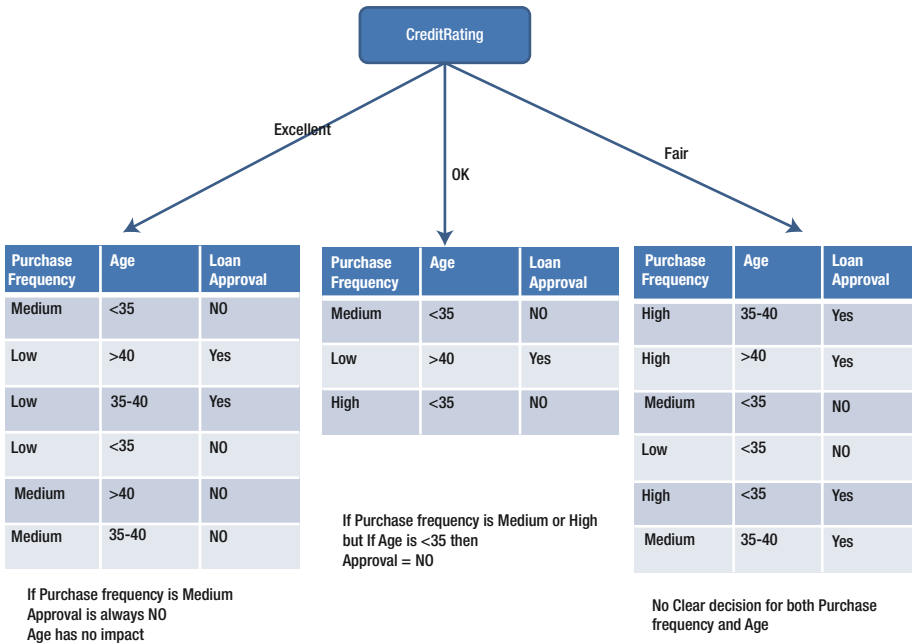 CreditRating
Excellent
OK
Fair
Purchase Frequency Age Loan Approval
Medium <35 NO
Low >40 Yes
Low 35-40 Yes
Low <35 NO
Medium >40 NO
Medium 35-40 NO
If Purchase frequency is Medium
Approval is always NO
Age has no impact
Purchase Frequency Age Loan Approval
Medium <35 NO
Low >40 Yes
High <35 NO
If Purchase frequency is Medium or High
but If Age is <35 then
Approval = NO
Purchase Frequency Age Loan Approval
High 35-40 Yes
High >40 Yes
Medium <35 NO
Low <35 NO
High <35 Yes
Medium 35-40 Yes
No Clear decision for both Purchase
frequency and Age